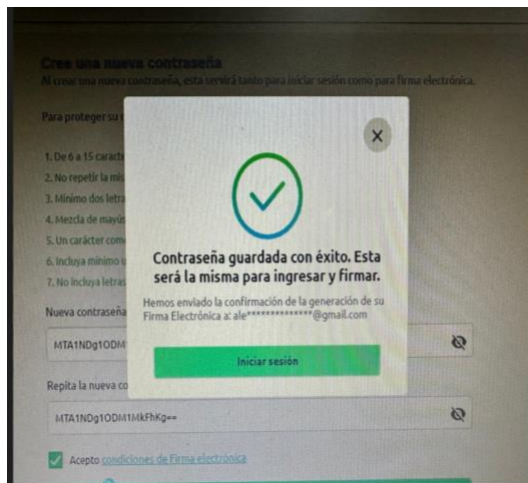 Cree una nueva contraseña
Al crear una nueva contraseña, esta servirá tanto para iniciar sesión como para firma electrónica.
Para proteger su
1. De 6 a 15 caract
2. No repetir la mis
3. Mínimo dos letra
4. Mezcla de mayús
5. Un carácter com
6. Incluya mínimo u
7. No incluya letras
Contraseña guardada con éxito. Esta
será la misma para ingresar y firmar.
Hemos enviado la confirmación de la generación de su
Firma Electrónica a: ale**************@gmail.com
Iniciar sesión
Nueva contraseña
MTA1NDg1ODM
Repita la nueva co
MTA1NDg1ODM1MkFhKg==
Acepto condiciones de Firma electrónica